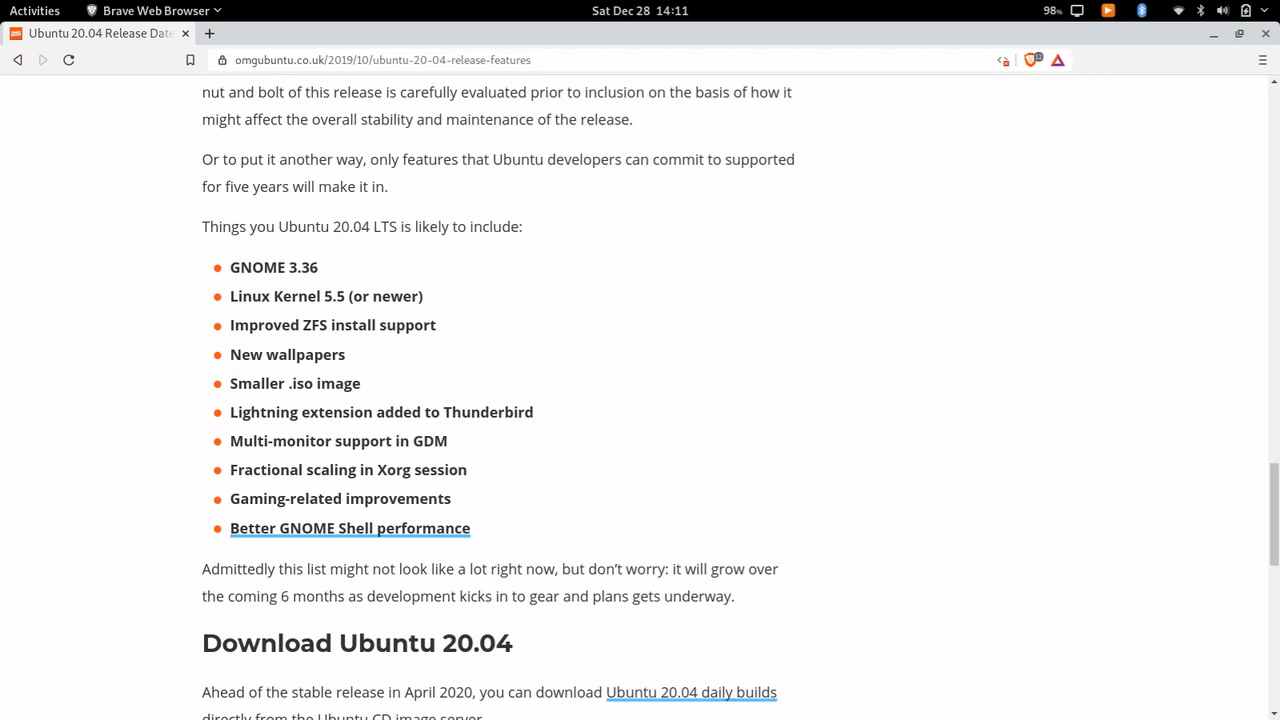 Activities
Brave Web Browser
Sat Dec 28 14:11
98%
Ubuntu 20.04 Release Date
omgubuntu.co.uk/2019/10/ubuntu-20-04-release-features
nut and bolt of this release is carefully evaluated prior to inclusion on the basis of how it
might affect the overall stability and maintenance of the release.
Or to put it another way, only features that Ubuntu developers can commit to supported
for five years will make it in.
Things you Ubuntu 20.04 LTS is likely to include:
GNOME 3.36
Linux Kernel 5.5 (or newer)
Improved ZFS install support
New wallpapers
Smaller .iso image
Lightning extension added to Thunderbird
Multi-monitor support in GDM
Fractional scaling in Xorg session
Gaming-related improvements
Better GNOME Shell performance
Admittedly this list might not look like a lot right now, but don’t worry: it will grow over
the coming 6 months as development kicks in to gear and plans gets underway.
Download Ubuntu 20.04
Ahead of the stable release in April 2020, you can download Ubuntu 20.04 daily builds
directly from the Ubuntu CD image server.